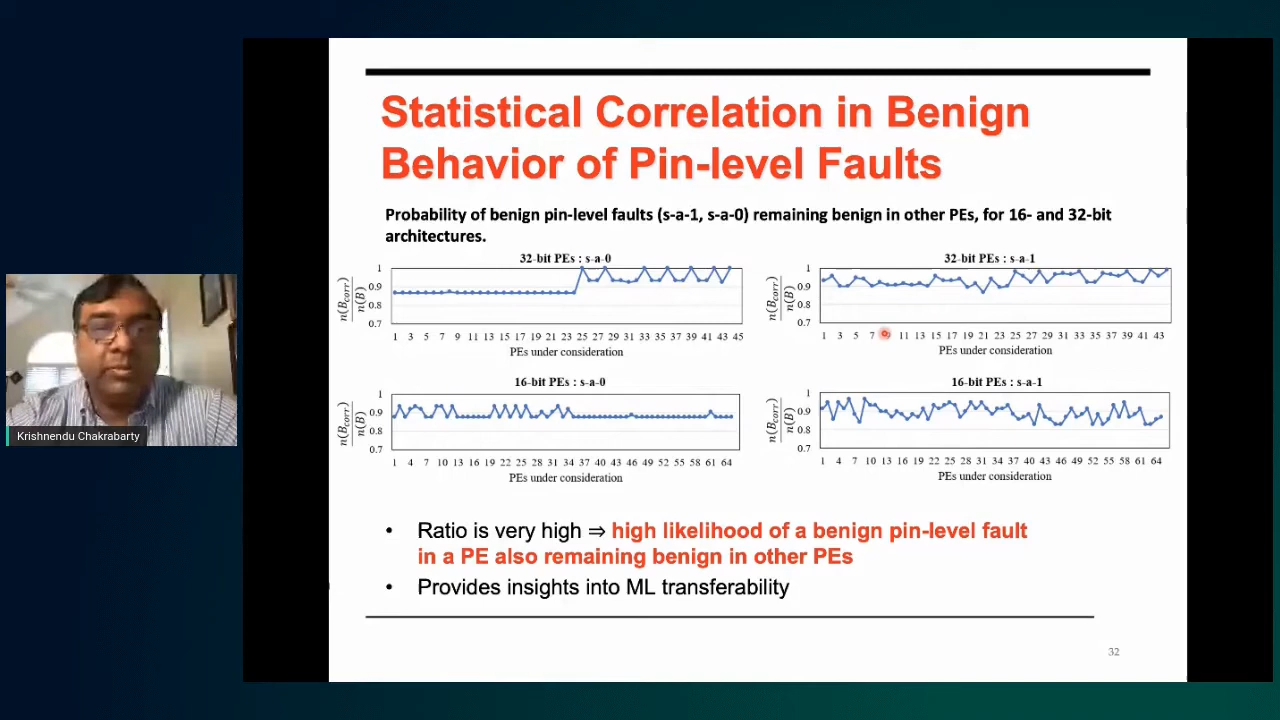 Statistical Correlation in Benign
Behavior of Pin-level Faults
Probability of benign pin-level faults (s-a-1, s-a-0) remaining benign in other PEs, for 16- and 32-bit
architectures.
32-bit PEs : s-a-0
n(B_corr)
n(B)
1
0.9
0.8
0.7
1 3 5 7 9 11 13 15 17 19 21 23 25 27 29 31 33 35 37 39 41 43 45
PEs under consideration
32-bit PEs : s-a-1
n(B_corr)
n(B)
1
0.9
0.8
0.7
1 3 5 7 11 13 15 17 19 21 23 25 27 29 31 33 35 37 39 41 43
PEs under consideration
16-bit PEs : s-a-0
n(B_corr)
n(B)
1
0.9
0.8
0.7
1 4 7 10 13 16 19 22 25 28 31 34 37 40 43 46 49 52 55 58 61 64
PEs under consideration
16-bit PEs : s-a-1
n(B_corr)
n(B)
1
0.9
0.8
0.7
1 4 7 10 13 16 19 22 25 28 31 34 37 40 43 46 49 52 55 58 61 64
PEs under consideration
Krishnendu Chakrabarty
• Ratio is very high ⇒ high likelihood of a benign pin-level fault
in a PE also remaining benign in other PEs
• Provides insights into ML transferability
32